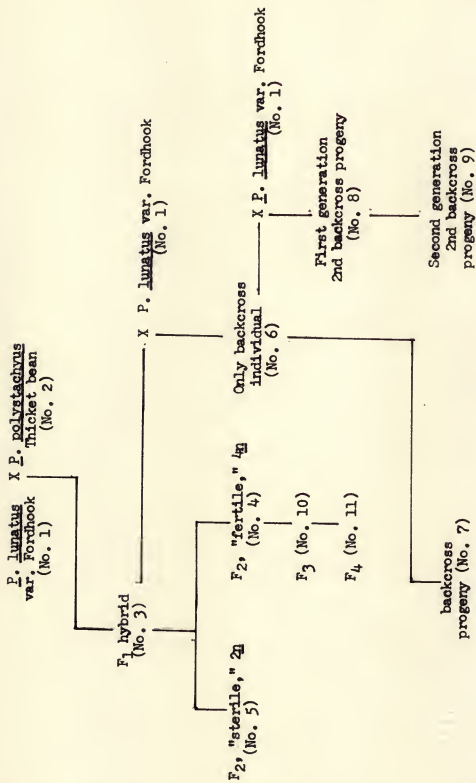 P. lunatus
var. Fordhook
(No. 1)
X P. polystachyus
Thicket bean
(No. 2)
F1 hybrid
(No. 3)
X P. lunatus var. Fordhook
(No. 1)
F2, "sterile," 2n
(No. 5)
F2, "fertile," 4n
(No. 4)
F3 (No. 10)
F4 (No. 11)
Only backcross
individual
(No. 6)
X P. lunatus var. Fordhook
(No. 1)
First generation
2nd backcross progeny
(No. 8)
Second generation
2nd backcross
progeny (No. 9)
backcross
progeny (No. 7)